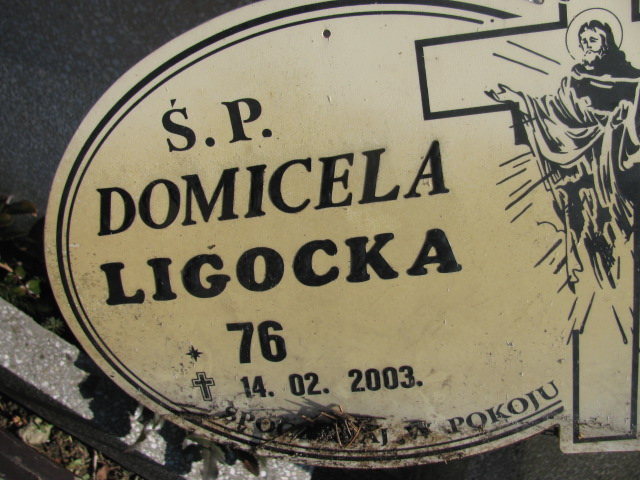 Ś.P.
DOMICELA
LIGOCKA
* 76
✝ 14. 02. 2003.
W POKOJU